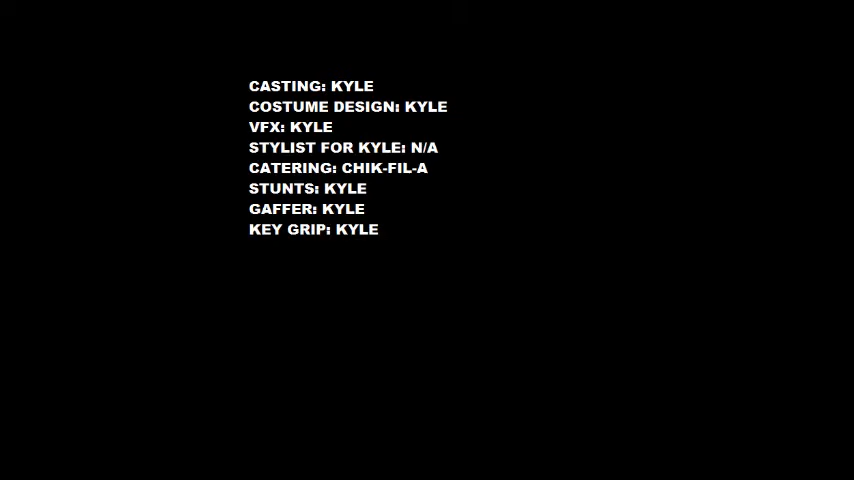 CASTING: KYLE
COSTUME DESIGN: KYLE
VFX: KYLE
STYLIST FOR KYLE: N/A
CATERING: CHIK-FIL-A
STUNTS: KYLE
GAFFER: KYLE
KEY GRIP: KYLE